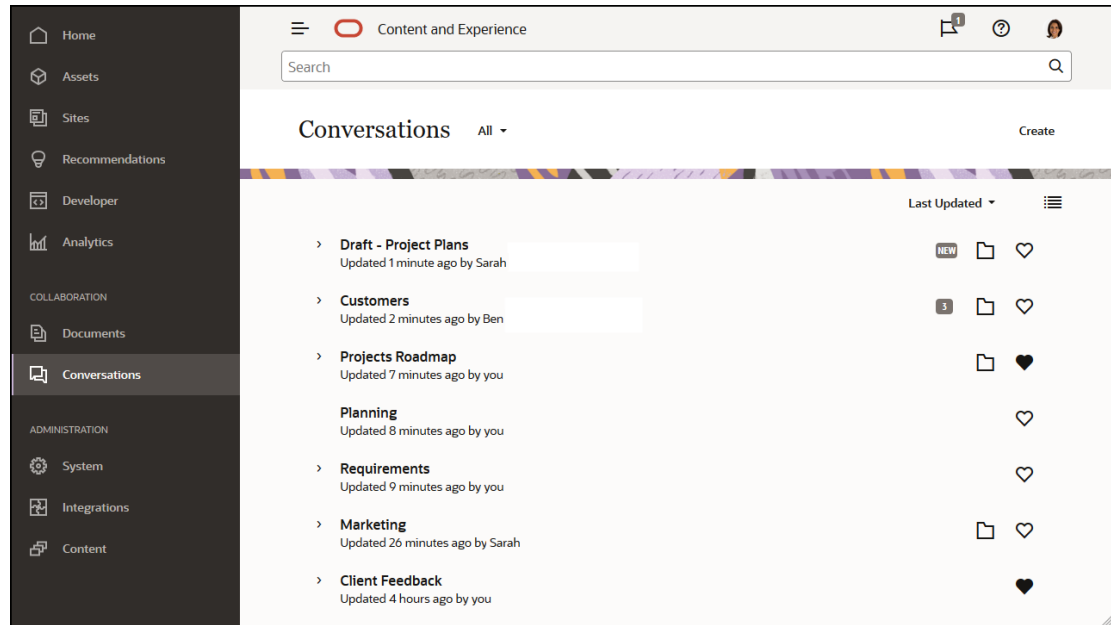 Home
Assets
Sites
Recommendations
Developer
Analytics
COLLABORATION
Documents
Conversations
ADMINISTRATION
System
Integrations
Content
Content and Experience
1
Search
Conversations All
Create
Last Updated
Draft - Project Plans
Updated 1 minute ago by Sarah
NEW
Customers
Updated 2 minutes ago by Ben
3
Projects Roadmap
Updated 7 minutes ago by you
Planning
Updated 8 minutes ago by you
Requirements
Updated 9 minutes ago by you
Marketing
Updated 26 minutes ago by Sarah
Client Feedback
Updated 4 hours ago by you